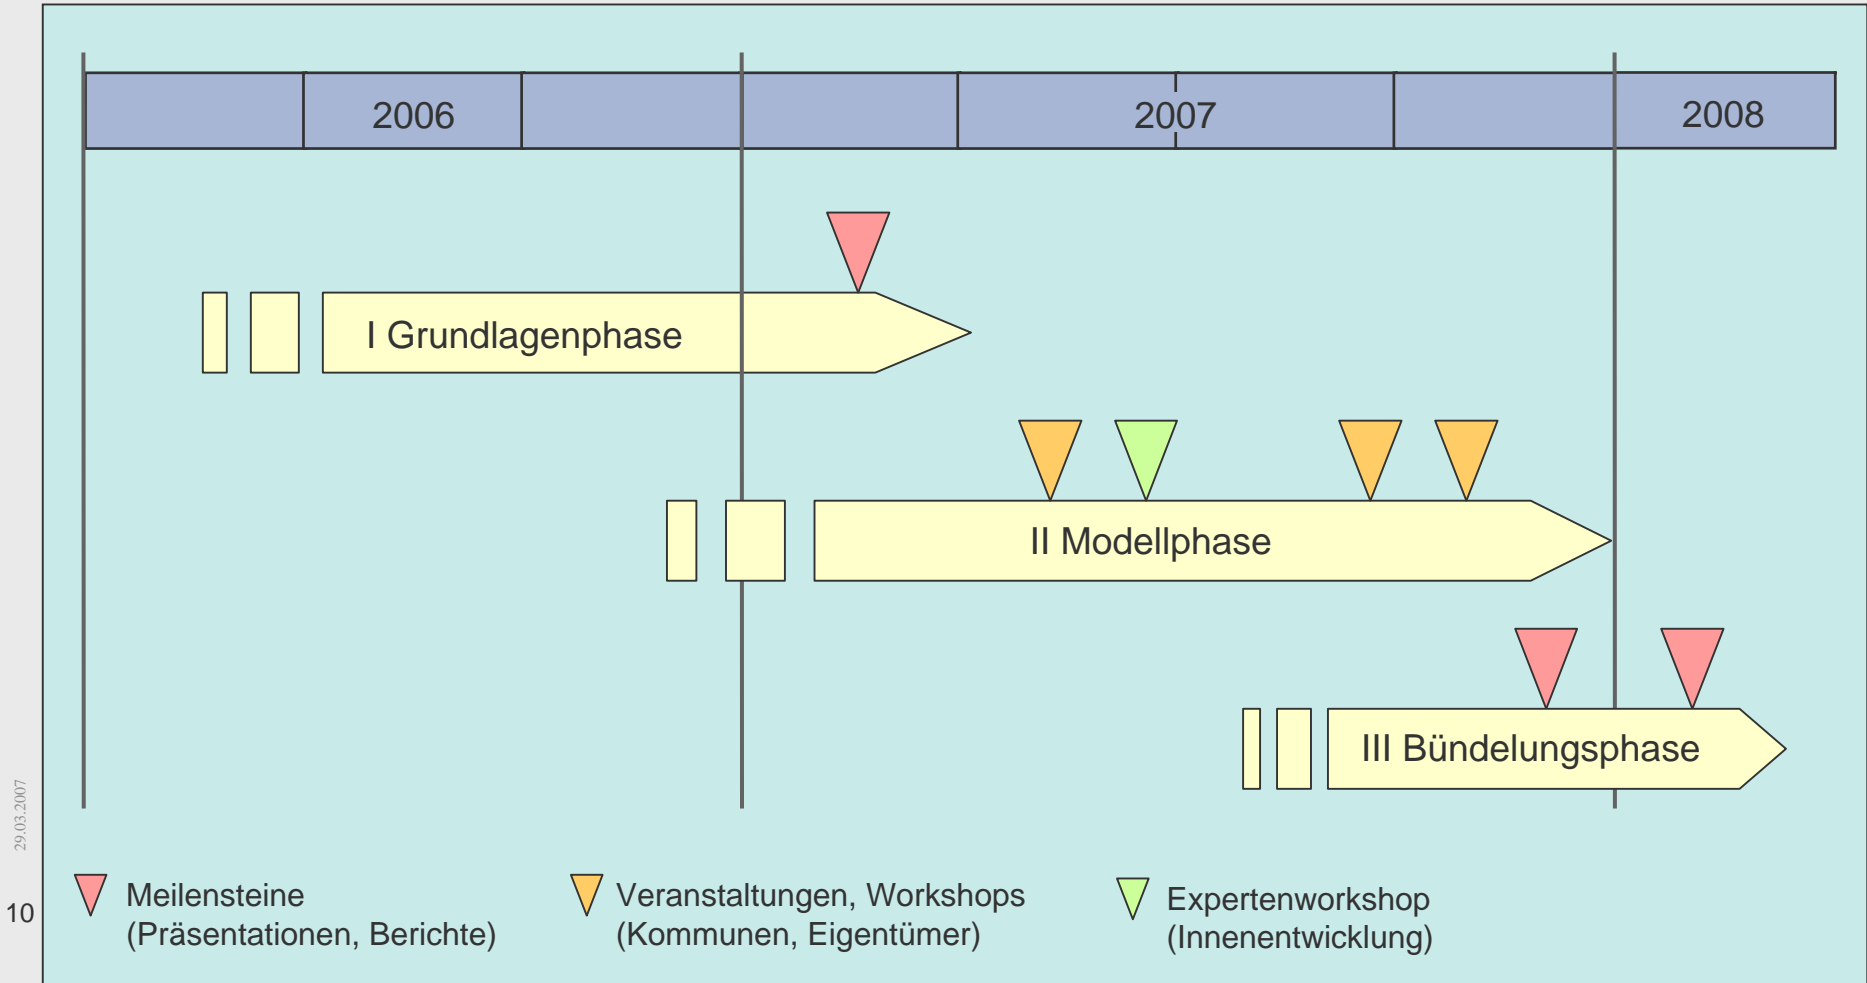 2006
2007
2008
I Grundlagenphase
II Modellphase
III Bündelungsphase
29.03.2007
10
Meilensteine
(Präsentationen, Berichte)
Veranstaltungen, Workshops
(Kommunen, Eigentümer)
Expertenworkshop
(Innenentwicklung)